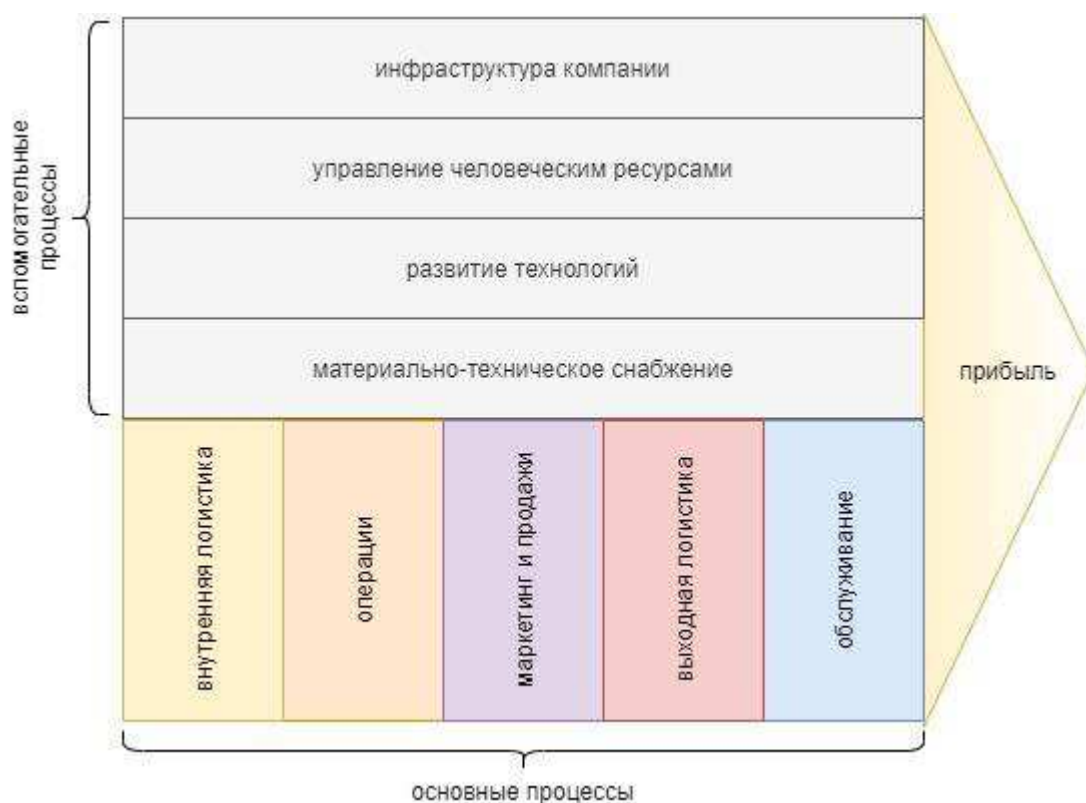 инфраструктура компании
вспомогательные
процессы
управление человеческим ресурсами
развитие технологий
материально-техническое снабжение
прибыль
внутренняя логистика
операции
маркетинг и продажи
выходная логистика
обслуживание
основные процессы